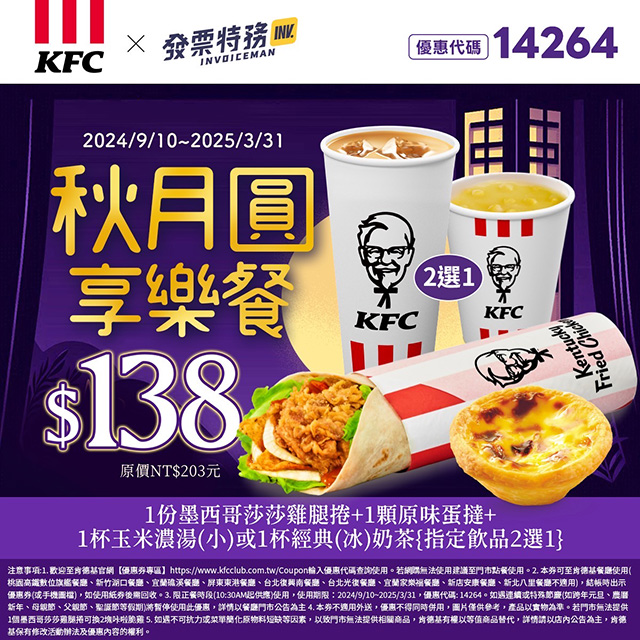 KFC × 發票特務 INV. INVOICEMAN
優惠代碼 14264
2024/9/10~2025/3/31
秋月圓
享樂餐
$138
原價NT$203元
2選1
KFC
KFC
Kentucky Fried Chicken
1份墨西哥莎莎雞腿捲+1顆原味蛋撻+
1杯玉米濃湯(小)或1杯經典(冰)奶茶{指定飲品2選1}
注意事項:1. 歡迎至肯德基官網【優惠券專區】https://www.kfcclub.com.tw/Coupon輸入優惠代碼查詢使用。若網購無法使用建議至門市點餐使用。2. 本券可至肯德基餐廳使用(
桃園高鐵數位旗艦餐廳、新竹湖口餐廳、宜蘭礁溪餐廳、屏東東港餐廳、台北復興南餐廳、台北光復餐廳、宜蘭家樂福餐廳、新店安康餐廳、新北八里餐廳不適用)，結帳時出示
優惠券(或手機圖檔)，如使用紙券後需回收。3. 限正餐時段(10:30AM起供應)使用，使用期限：2024/9/10~2025/3/31，優惠代碼: 14264。如遇連續或特殊節慶(如跨年元旦、農曆
新年、母親節、父親節、聖誕節等假期)將暫停使用此優惠，詳情以餐廳門市公告為主 4. 本券不適用外送，優惠不得同時併用，圖片僅供參考，產品以實物為準。若門市無法提供
1個墨西哥莎莎雞腿捲可換2塊咔啦脆雞 5. 如遇不可抗力或菜單簡化原物料短缺等因素，以致門市無法提供相關商品，肯德基有權以等值商品替代，詳情請以店內公告為主，肯德
基保有修改活動辦法及優惠內容的權利。